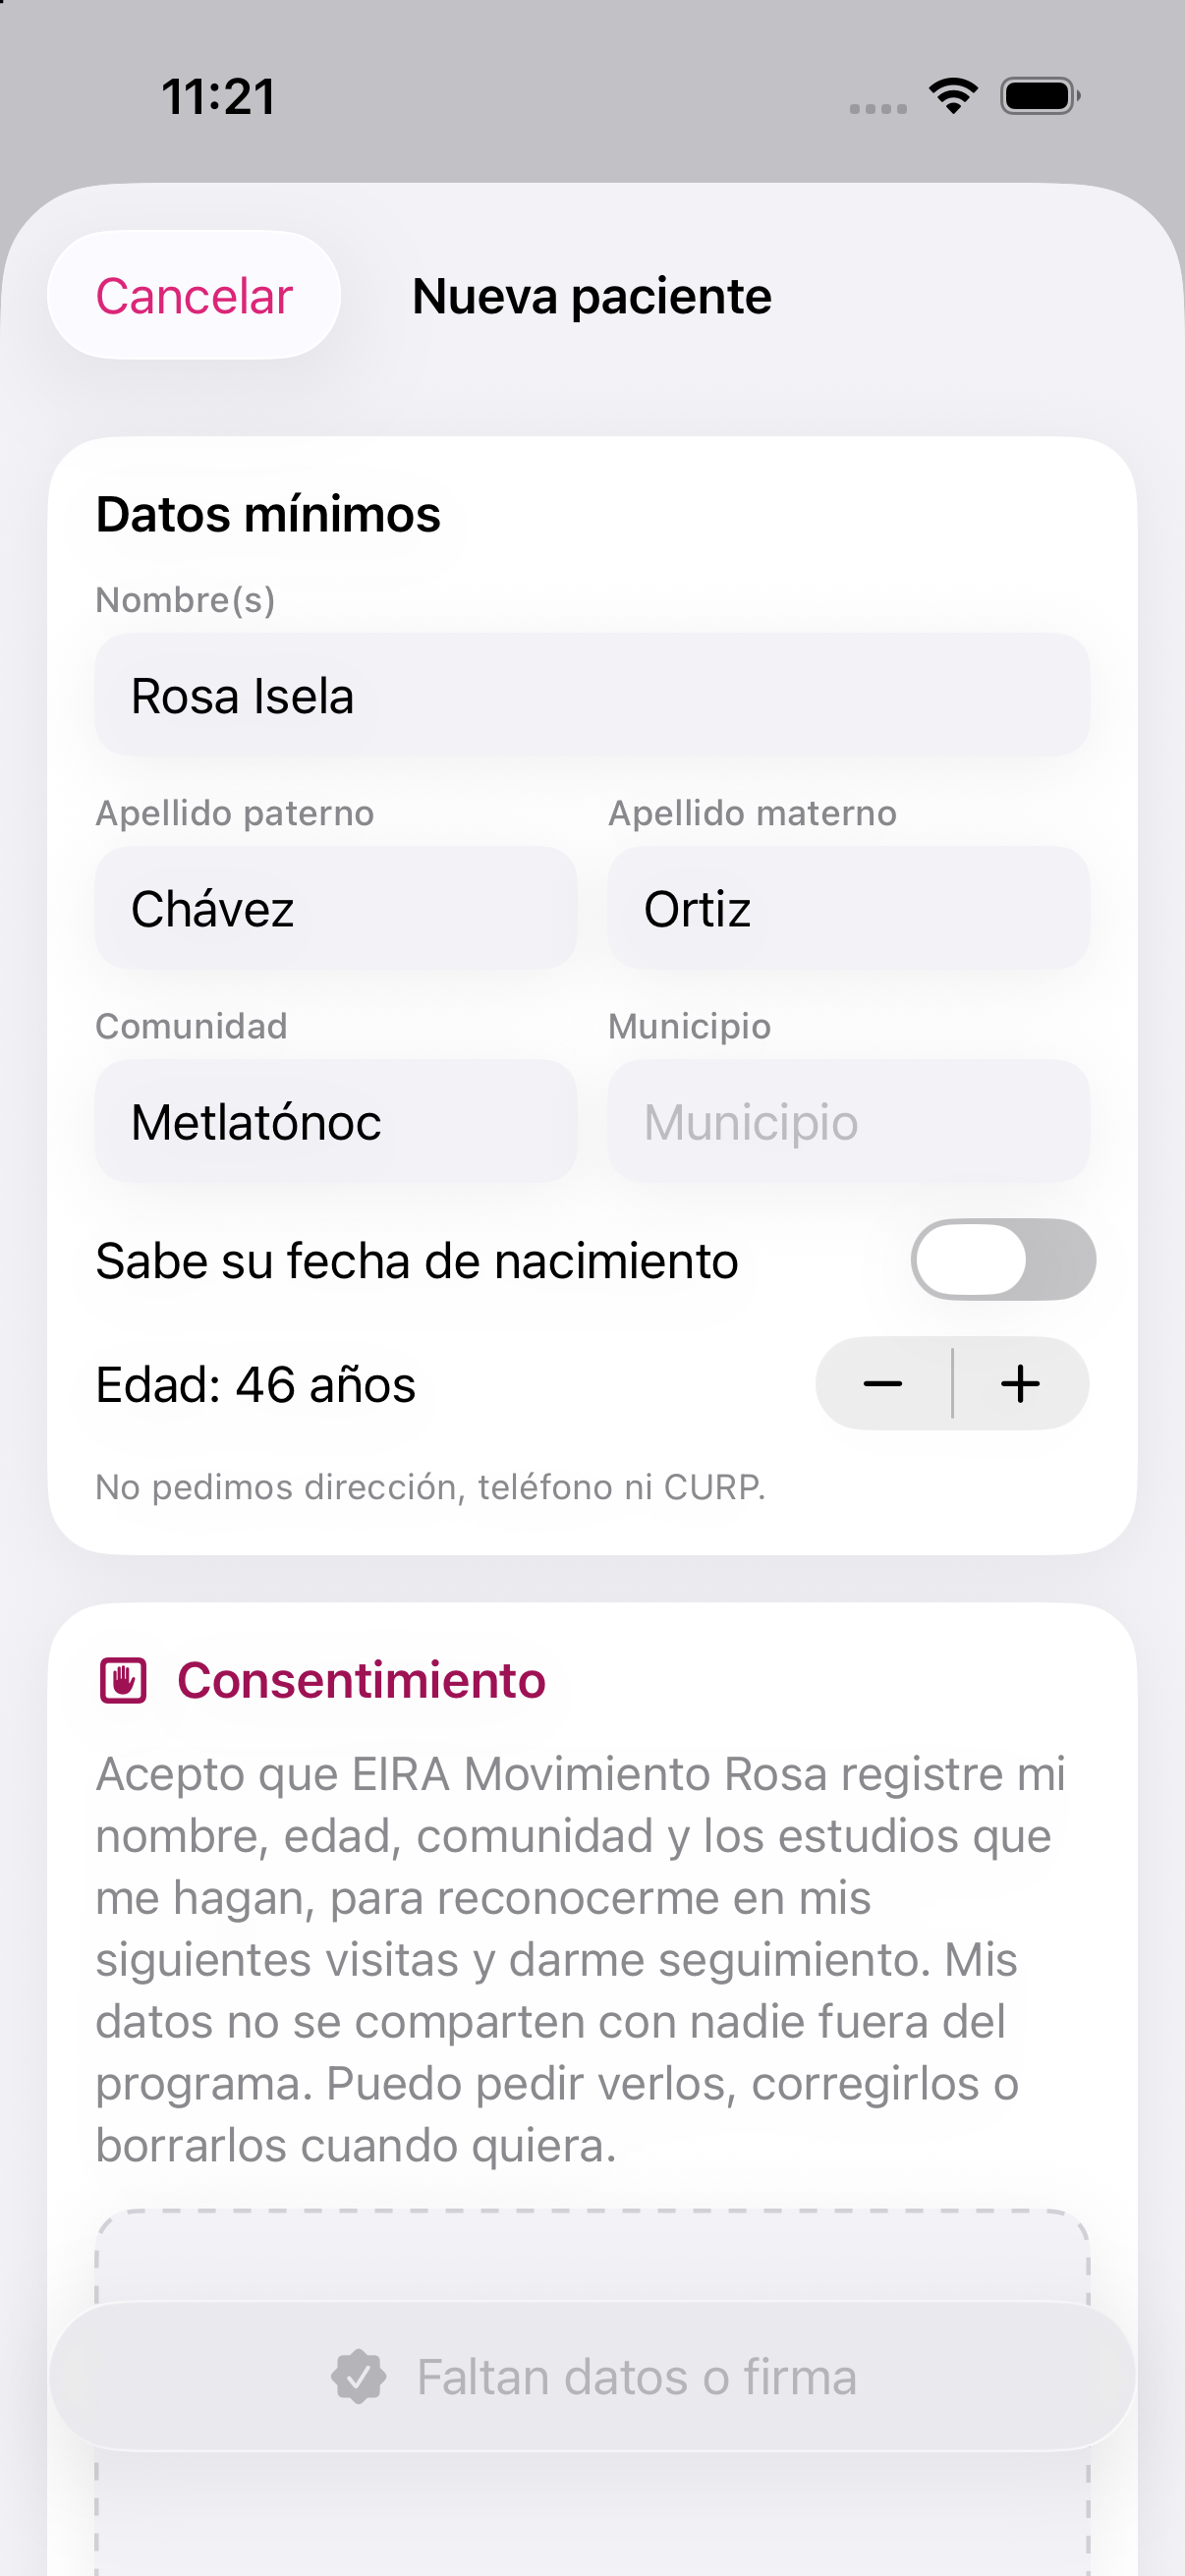 11:21
Cancelar
Nueva paciente
Datos mínimos
Nombre(s)
Rosa Isela
Apellido paterno
Apellido materno
Chávez
Ortiz
Comunidad
Municipio
Metlatónoc
Municipio
Sabe su fecha de nacimiento
Edad: 46 años
No pedimos dirección, teléfono ni CURP.
Consentimiento
Acepto que EIRA Movimiento Rosa registre mi
nombre, edad, comunidad y los estudios que
me hagan, para reconocerme en mis
siguientes visitas y darme seguimiento. Mis
datos no se comparten con nadie fuera del
programa. Puedo pedir verlos, corregirlos o
borrarlos cuando quiera.
Faltan datos o firma